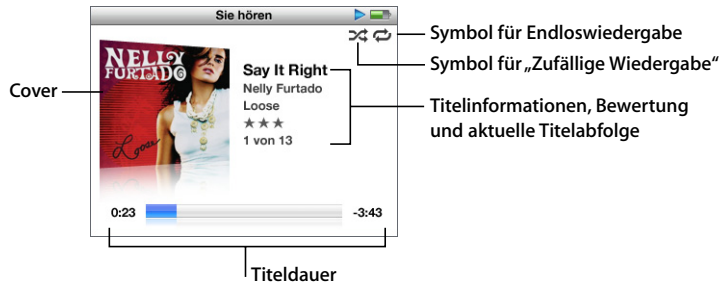 Sie hören
Symbol für Endloswiedergabe
Symbol für „Zufällige Wiedergabe“
Cover
NELLY
FURTADO
Loose
Say It Right
Nelly Furtado
Loose
★★★
1 von 13
Titelinformationen, Bewertung
und aktuelle Titelabfolge
0:23
-3:43
Titeldauer